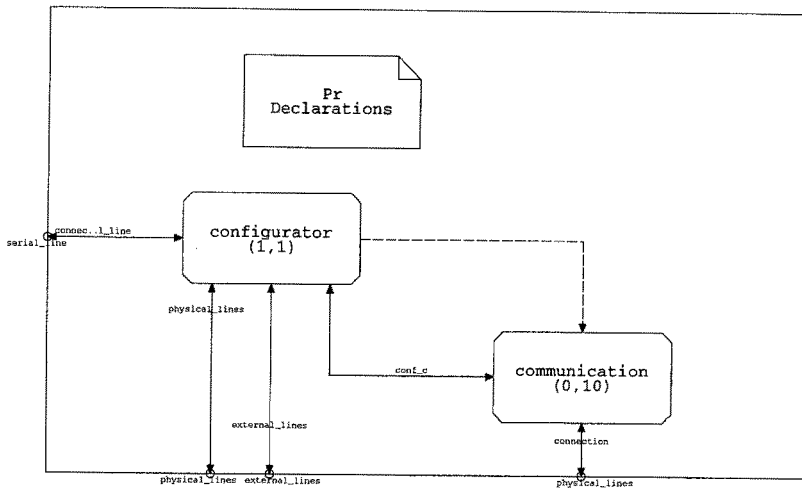 Pr
Declarations
configurator
(1,1)
connec..l_line
serial_line
physical_lines
communication
(0,10)
conf_c
external_lines
connection
physical_lines
external_lines
physical_lines